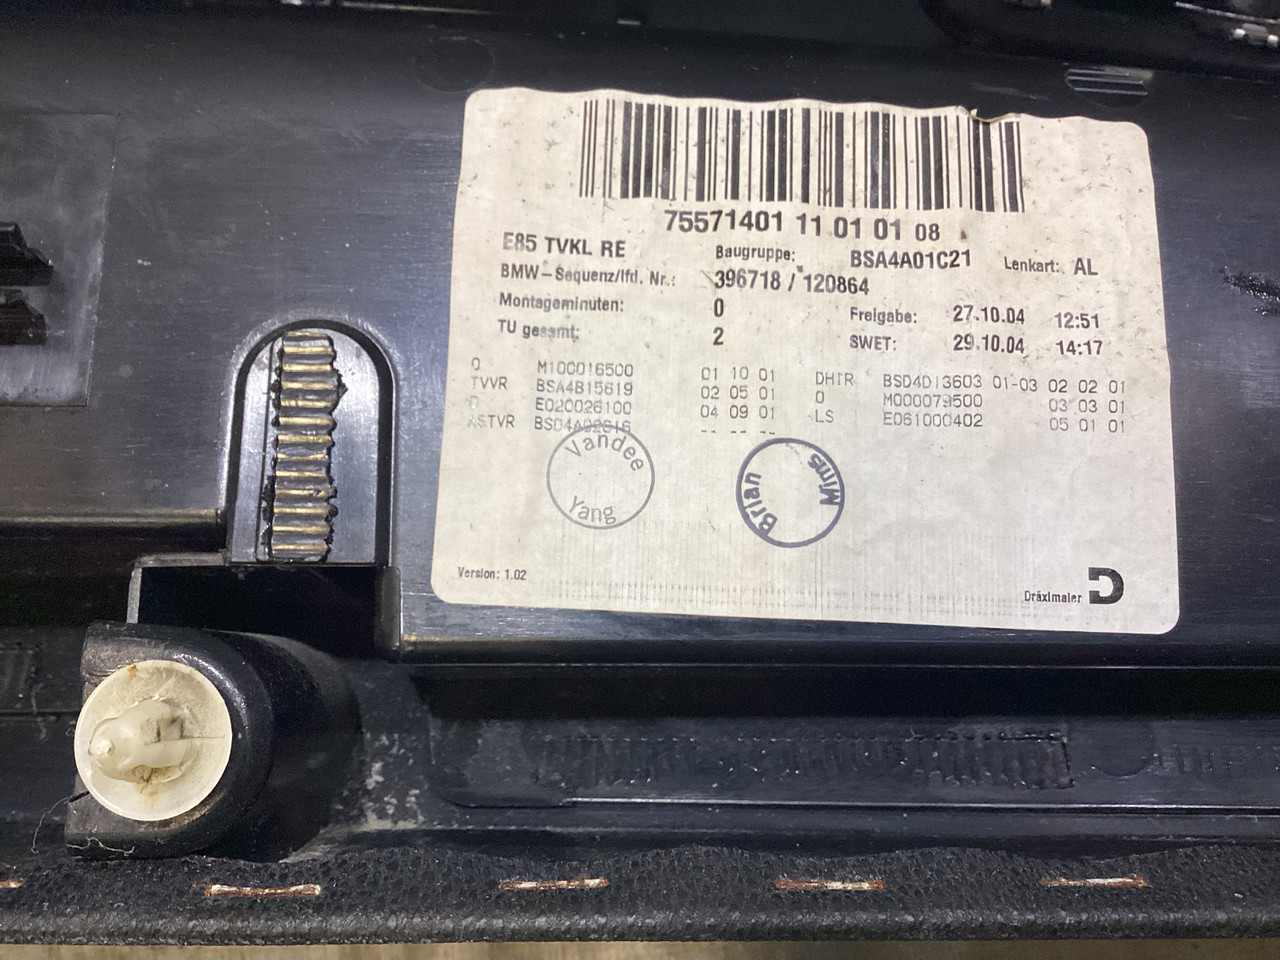 75571401 11 01 01 08
E85 TVKL RE Baugruppe: BSA4A01C21 Lenkart: AL
BMW-Sequenz/lfd. Nr.: 396718 / 120864
Montageminuten: 0 Freigabe: 27.10.04 12:51
TU gesamt: 2 SWET: 29.10.04 14:17
0 M100016500 01 10 01 DHIR BSD4D13603 01-03 02 02 01
TVVR BSA4B15619 02 05 01 0 M000079500 03 03 01
0 E020026100 04 09 01 LS E061000402 05 01 01
ASTVR BSD4A02616 -- -- --
Vandee Yang
Brian Wims
Version: 1.02
Dräxlmaier